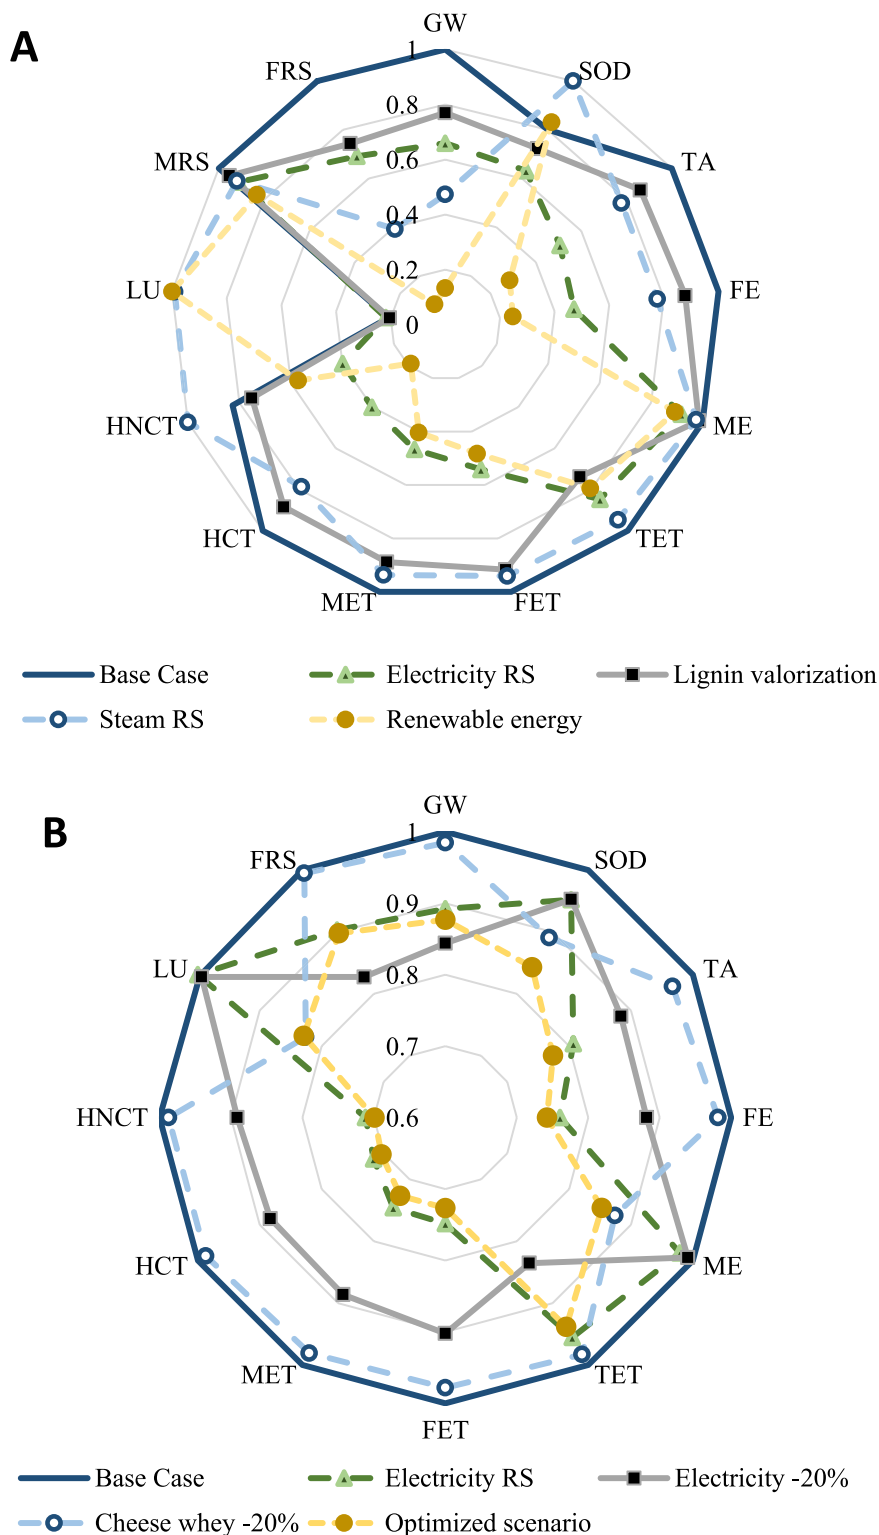 A
GW
1
FRS
SOD
0.8
MRS
TA
0.6
0.4
0.2
LU
FE
0
HNCT
ME
HCT
TET
MET
FET
Base Case
Electricity RS
Lignin valorization
Steam RS
Renewable energy
B
GW
1
FRS
SOD
0.9
LU
TA
0.8
0.7
HNCT
0.6
FE
HCT
ME
MET
TET
FET
Base Case
Electricity RS
Electricity -20%
Cheese whey -20%
Optimized scenario